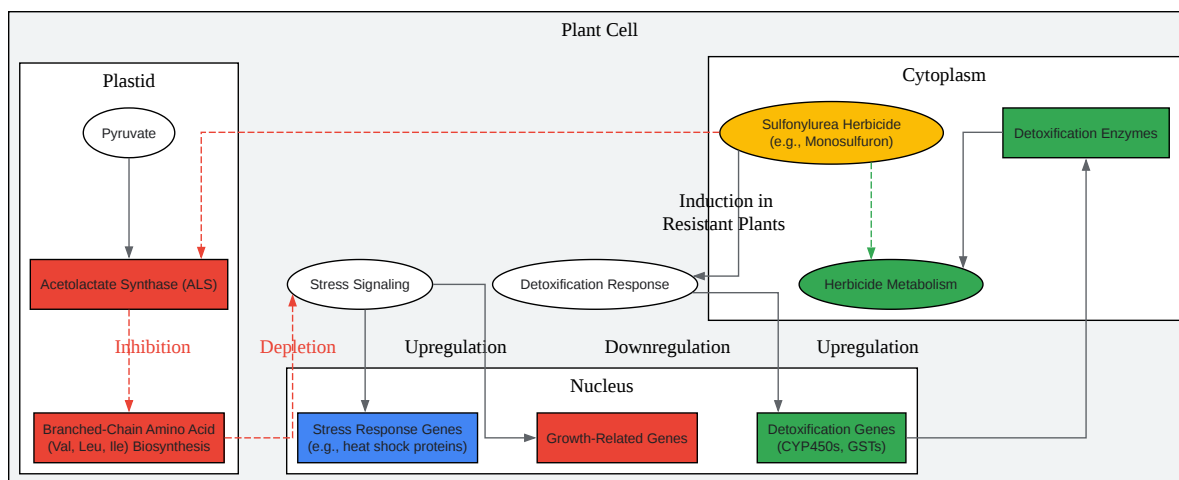 Plant Cell
Plastid
Cytoplasm
Pyruvate
Sulfonylurea Herbicide
(e.g., Monosulfuron)
Detoxification Enzymes
Induction in
Resistant Plants
Acetolactate Synthase (ALS)
Stress Signaling
Detoxification Response
Herbicide Metabolism
Inhibition
Depletion
Upregulation
Downregulation
Upregulation
Nucleus
Branched-Chain Amino Acid
(Val, Leu, Ile) Biosynthesis
Stress Response Genes
(e.g., heat shock proteins)
Growth-Related Genes
Detoxification Genes
(CYP450s, GSTs)